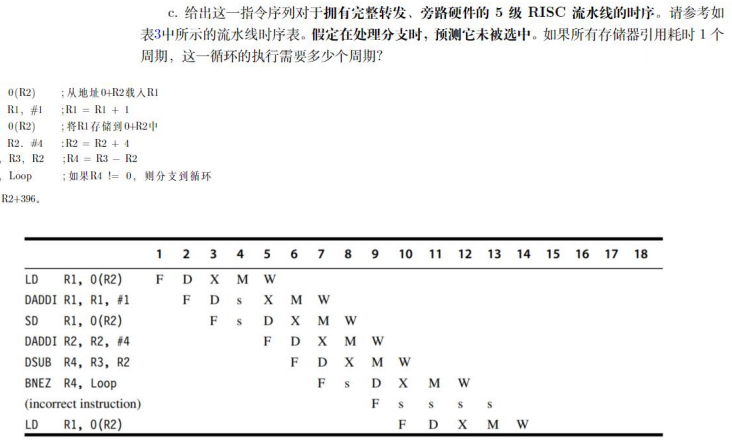 c. 给出这一指令序列对于拥有完整转发、旁路硬件的 5 级 RISC 流水线的时序。请参考如
表3中所示的流水线时序表。假定在处理分支时，预测它未被选中。如果所有存储器引用耗时 1 个
周期，这一循环的执行需要多少个周期？
0(R2) ;从地址0+R2载入R1
R1, #1 ;R1 = R1 + 1
0(R2) ;将R1存储到0+R2中
R2. #4 :R2 = R2 + 4
, R3, R2 ;R4 = R3 − R2
, Loop ;如果R4 != 0, 则分支到循环
R2+396。
1 2 3 4 5 6 7 8 9 10 11 12 13 14 15 16 17 18
LD R1, 0(R2) F D X M W
DADDI R1, R1, #1 F D s X M W
SD R1, 0(R2) F s D X M W
DADDI R2, R2, #4 F D X M W
DSUB R4, R3, R2 F D X M W
BNEZ R4, Loop F s D X M W
(incorrect instruction) F s s s s
LD R1, 0(R2) F D X M W